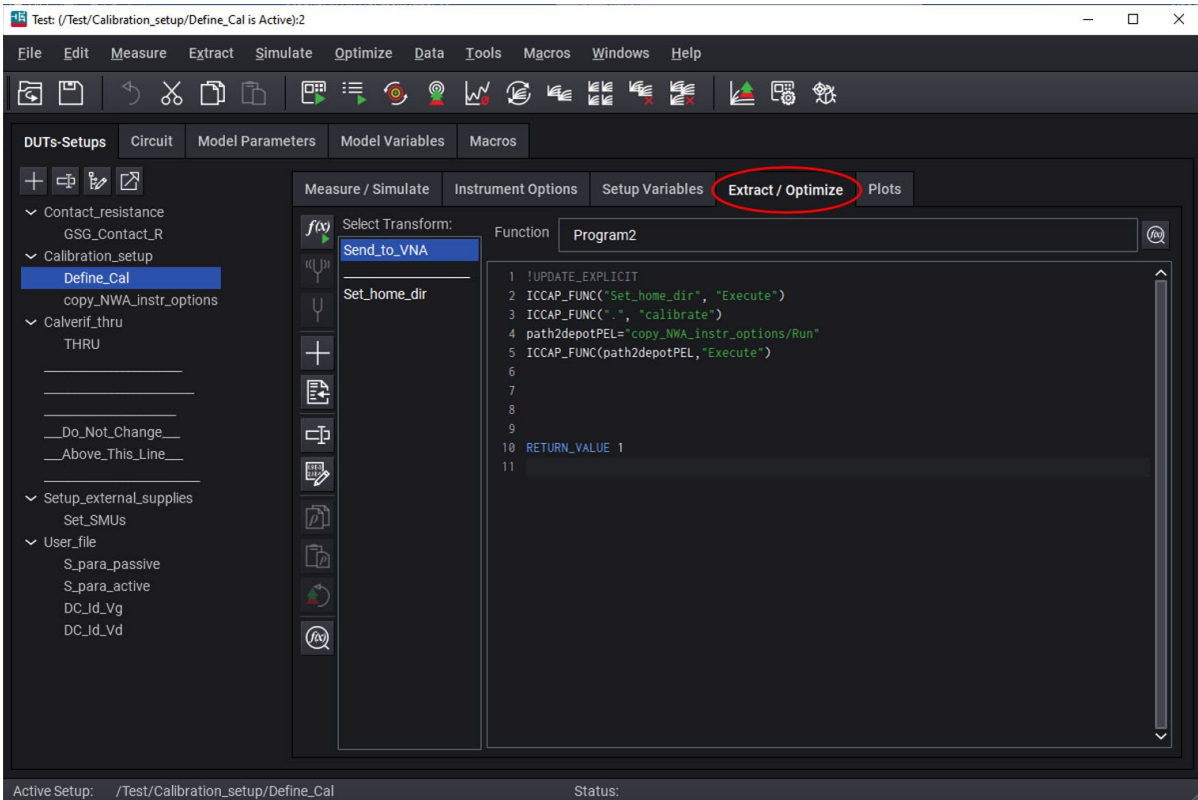 Test: (/Test/Calibration_setup/Define_Cal is Active):2
File Edit Measure Extract Simulate Optimize Data Tools Macros Windows Help
DUTs-Setups Circuit Model Parameters Model Variables Macros
Measure / Simulate Instrument Options Setup Variables Extract / Optimize Plots
Contact_resistance
GSG_Contact_R
Calibration_setup
Define_Cal
copy_NWA_instr_options
Calverif_thru
THRU
__Do_Not_Change__
__Above_This_Line__
Setup_external_supplies
Set_SMUs
User_file
S_para_passive
S_para_active
DC_Id_Vg
DC_Id_Vd
f(x)
Select Transform:
Send_to_VNA
Set_home_dir
f(x)
Function Program2
f(x)
1 !UPDATE_EXPLICIT
2 ICCAP_FUNC("Set_home_dir", "Execute")
3 ICCAP_FUNC(".", "calibrate")
4 path2depotPEL="copy_NWA_instr_options/Run"
5 ICCAP_FUNC(path2depotPEL,"Execute")
6
7
8
9
10 RETURN_VALUE 1
11
Active Setup: /Test/Calibration_setup/Define_Cal Status: